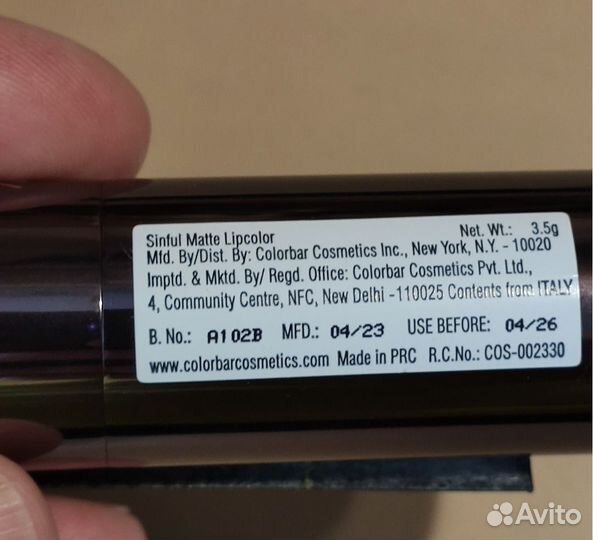 Sinful Matte Lipcolor Net. Wt.: 3.5g
Mfd. By/Dist. By: Colorbar Cosmetics Inc., New York, N.Y. - 10020
Imptd. & Mktd. By/ Regd. Office: Colorbar Cosmetics Pvt. Ltd.,
4, Community Centre, NFC, New Delhi -110025 Contents from ITALY
B. No.: A102B MFD.: 04/23 USE BEFORE: 04/26
www.colorbarcosmetics.com Made in PRC R.C.No.: COS-002330
Avito